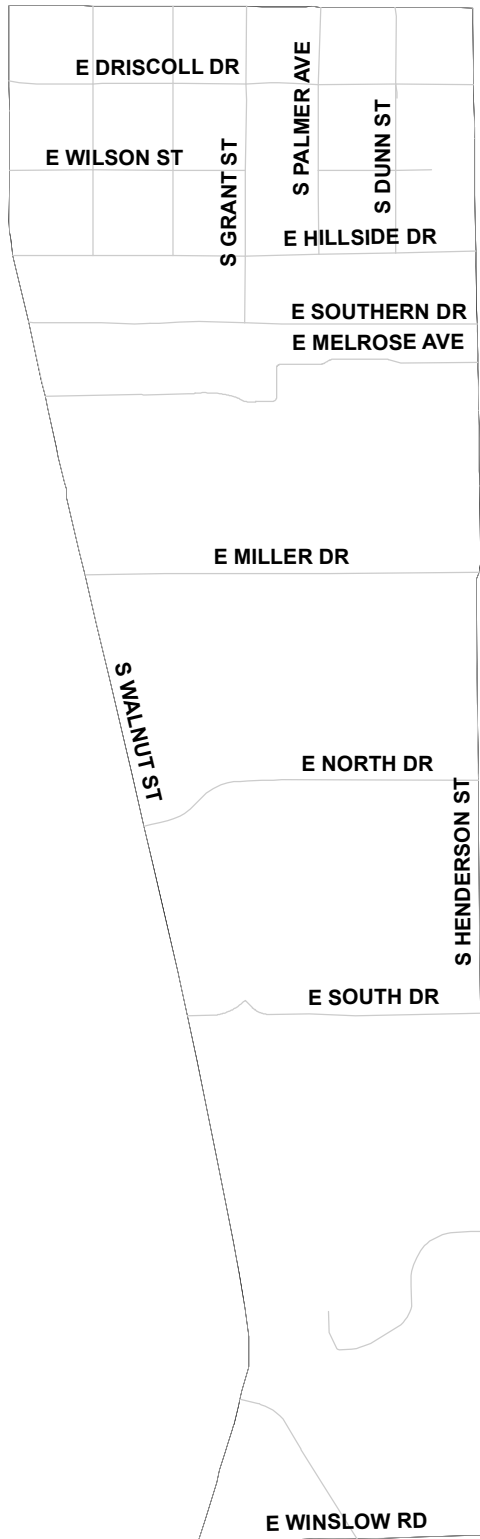 E DRISCOLL DR
S PALMER AVE
S DUNN ST
S GRANT ST
E WILSON ST
E HILLSIDE DR
E SOUTHERN DR
E MELROSE AVE
E MILLER DR
S WALNUT ST
E NORTH DR
S HENDERSON ST
E SOUTH DR
E WINSLOW RD